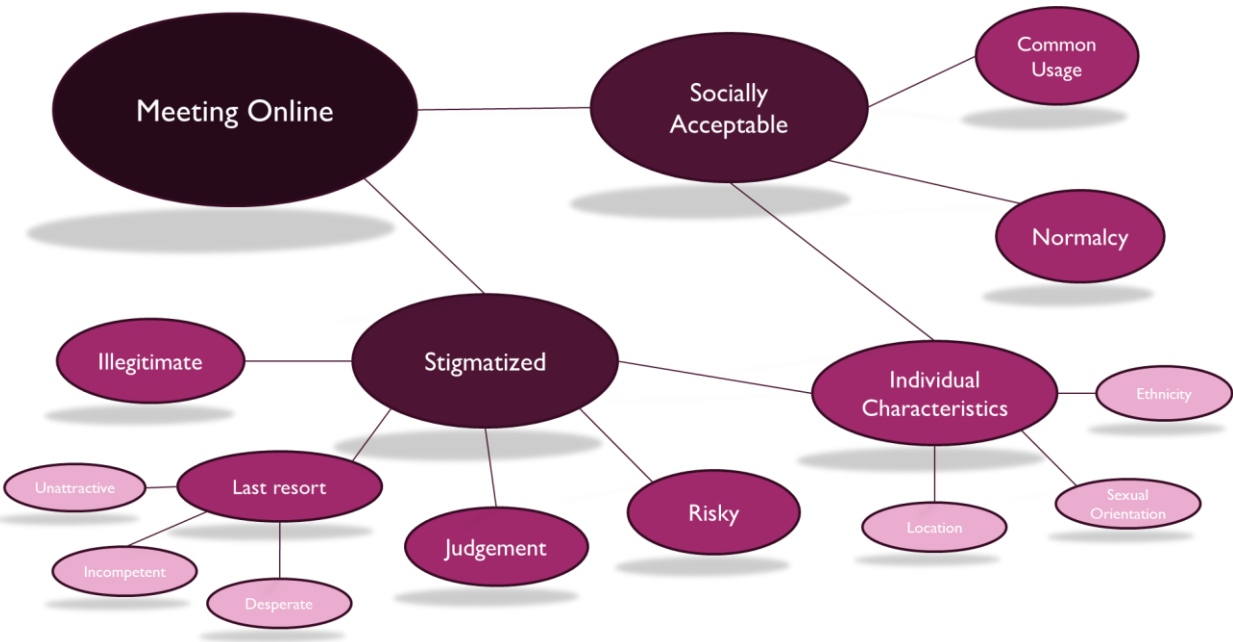 Meeting Online
Socially
Acceptable
Common
Usage
Normalcy
Illegitimate
Stigmatized
Individual
Characteristics
Ethnicity
Unattractive
Last resort
Risky
Location
Sexual
Orientation
Judgement
Incompetent
Desperate